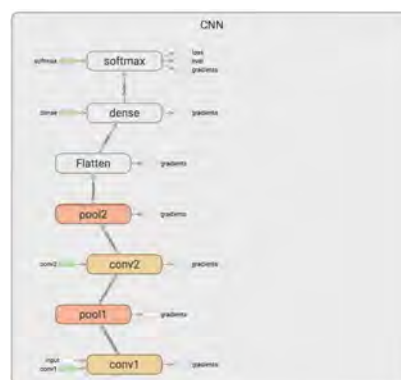 CNN
softmax softmax loss
eval
gradients
dense dense gradients
Flatten gradients
pool2 gradients
conv2 conv2 gradients
pool1 gradients
input
conv1 conv1 gradients